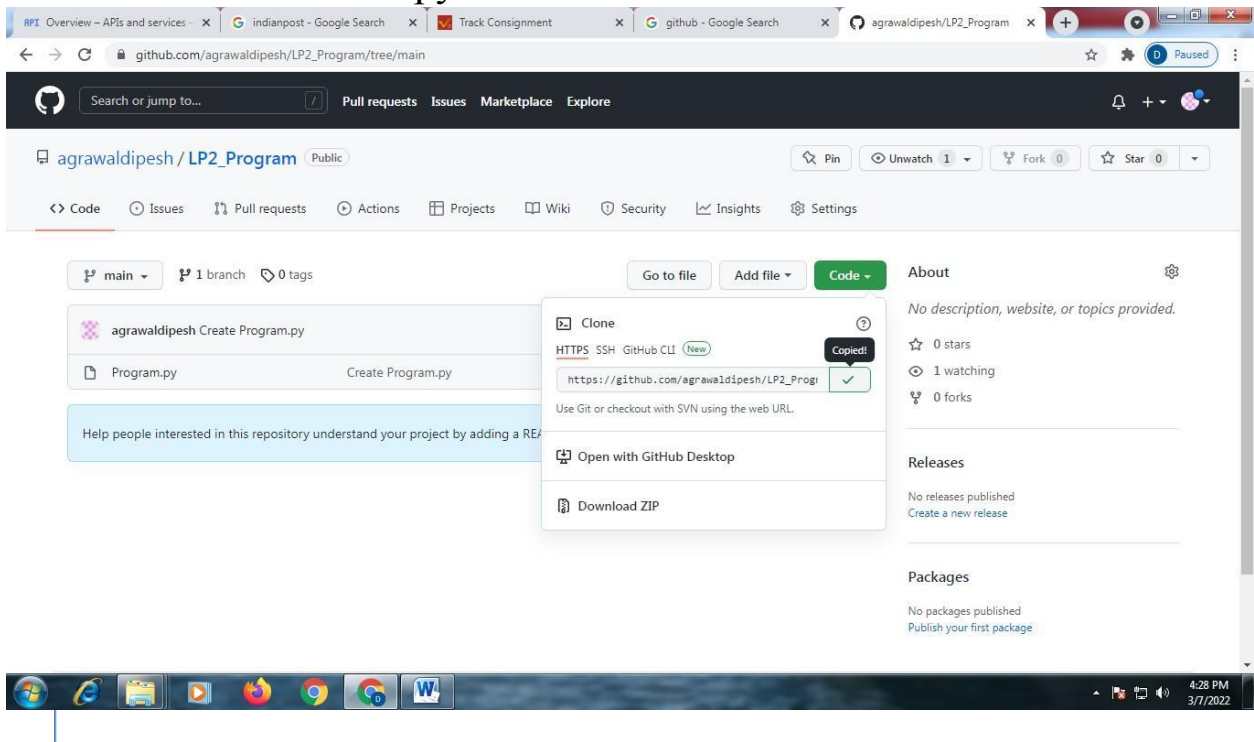 py
API Overview – APIs and services -
G indianpost - Google Search
Track Consignment
G github - Google Search
agrawaldipesh/LP2_Program
github.com/agrawaldipesh/LP2_Program/tree/main
D Paused
Search or jump to... /
Pull requests Issues Marketplace Explore
agrawaldipesh / LP2_Program Public
Pin
Unwatch 1
Fork 0
Star 0
<> Code Issues Pull requests Actions Projects Wiki Security Insights Settings
main 1 branch 0 tags
Go to file Add file Code
agrawaldipesh Create Program.py
Program.py Create Program.py
Help people interested in this repository understand your project by adding a
Clone
HTTPS SSH GitHub CLI New
Copied!
https://github.com/agrawaldipesh/LP2_Progr
Use Git or checkout with SVN using the web URL.
Open with GitHub Desktop
Download ZIP
About
No description, website, or topics provided.
0 stars
1 watching
0 forks
Releases
No releases published
Create a new release
Packages
No packages published
Publish your first package
4:28 PM
3/7/2022